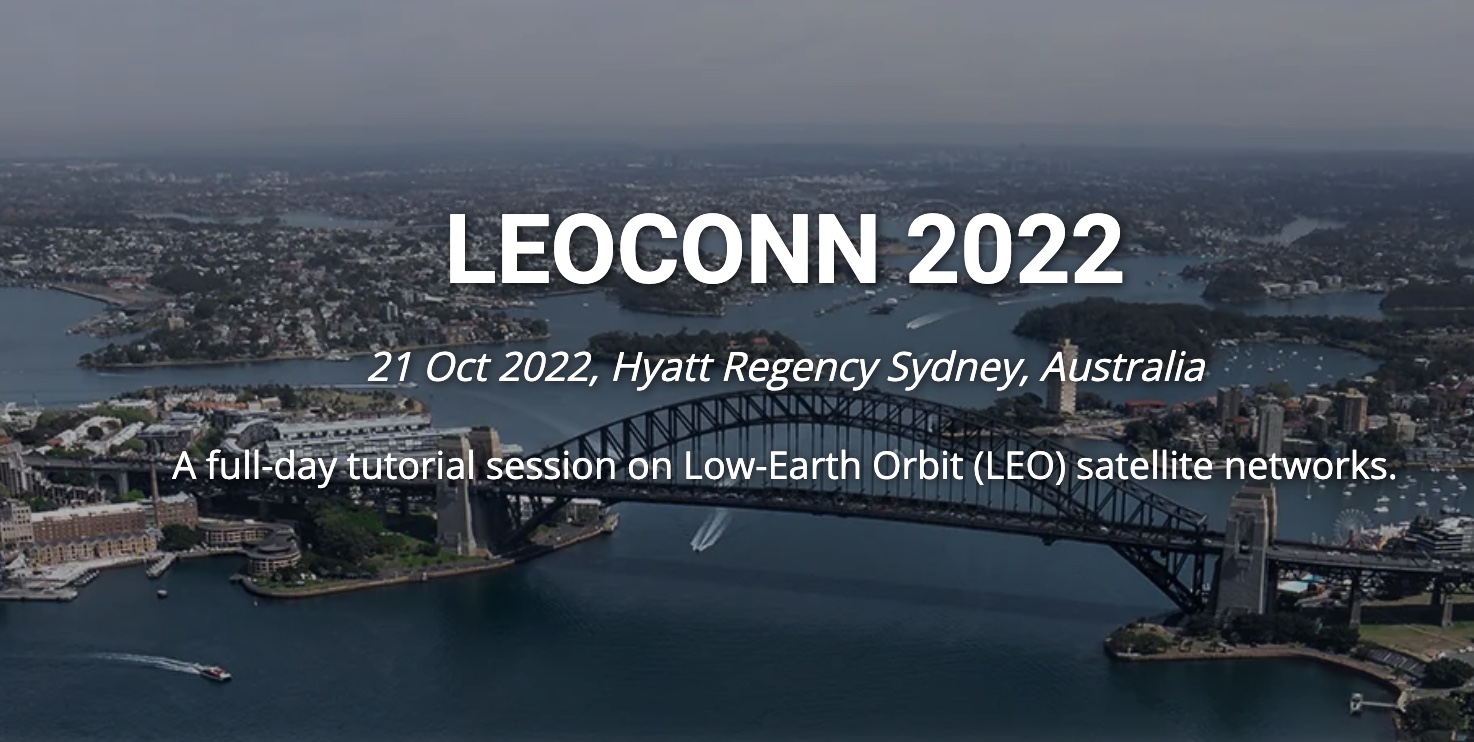 LEOCONN 2022
21 Oct 2022, Hyatt Regency Sydney, Australia
A full-day tutorial session on Low-Earth Orbit (LEO) satellite networks.